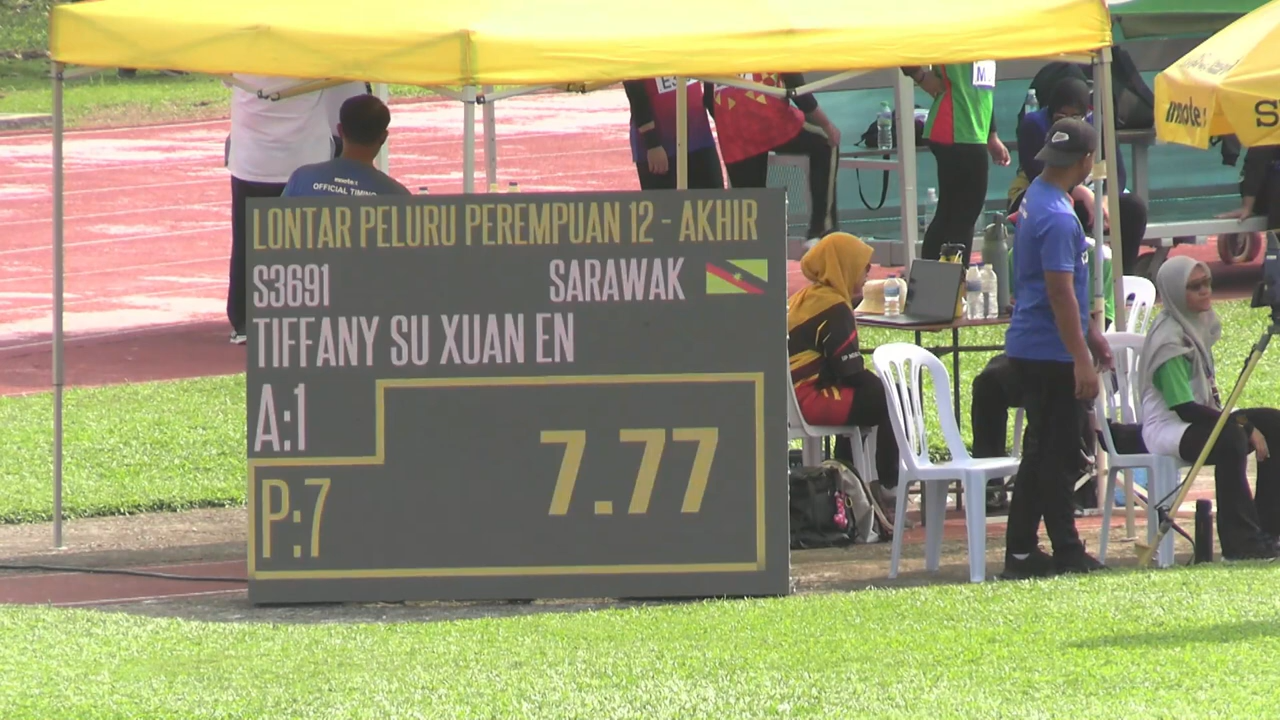 LONTAR PELURU PEREMPUAN 12 - AKHIR
S3691 SARAWAK
TIFFANY SU XUAN EN
A:1
P:7 7.77
OFFICIAL TIMING